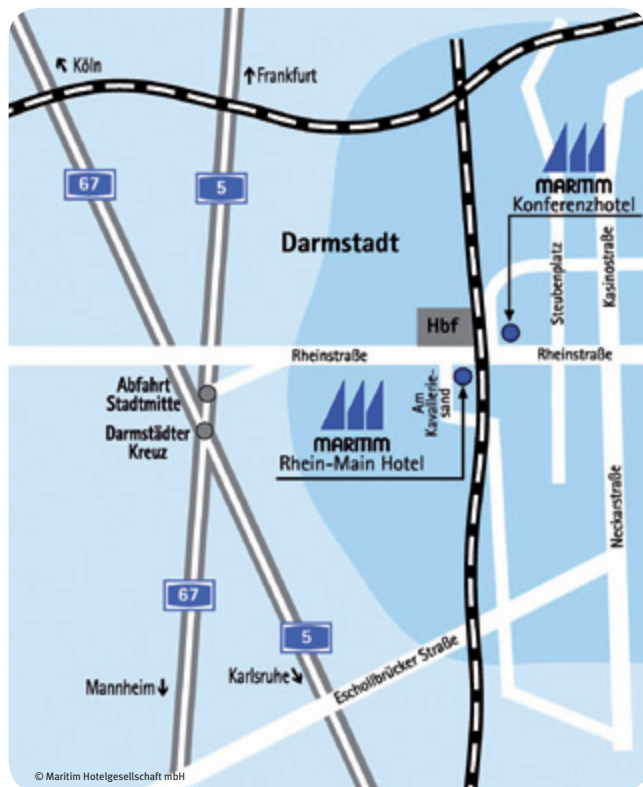 Köln
Frankfurt
67
5
MARITIM
Konferenzhotel
Darmstadt
Steubenplatz
Kasinostraße
Hbf
Rheinstraße
Rheinstraße
Abfahrt
Stadtmitte
Am
Kavallerie-
sand
MARITIM
Rhein-Main Hotel
Darmstädter
Kreuz
Neckarstraße
67
5
Mannheim
Karlsruhe
Eschollbrücker Straße
© Maritim Hotelgesellschaft mbH